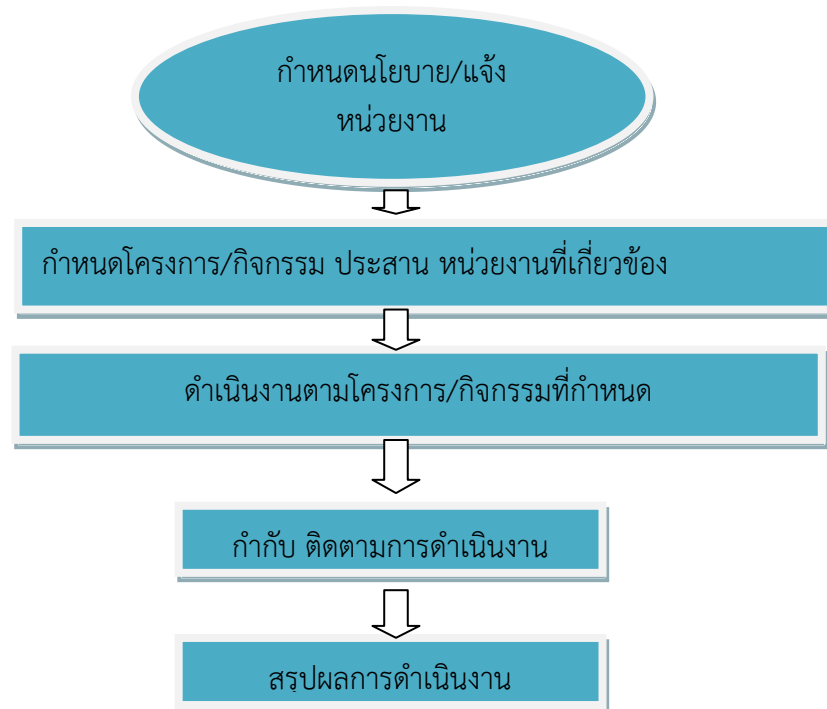 กำหนดนโยบาย/แจ้ง
หน่วยงาน
กำหนดโครงการ/กิจกรรม ประสาน หน่วยงานที่เกี่ยวข้อง
ดำเนินงานตามโครงการ/กิจกรรมที่กำหนด
กำกับ ติดตามการดำเนินงาน
สรุปผลการดำเนินงาน